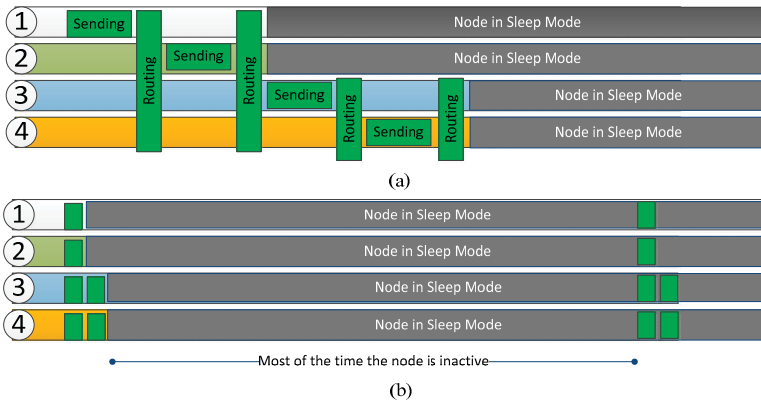 1 Sending Node in Sleep Mode
2 Sending Node in Sleep Mode
3 Sending Node in Sleep Mode
4 Sending Node in Sleep Mode
Routing
Routing
Routing
Routing
(a)
1 Node in Sleep Mode
2 Node in Sleep Mode
3 Node in Sleep Mode
4 Node in Sleep Mode
Most of the time the node is inactive
(b)